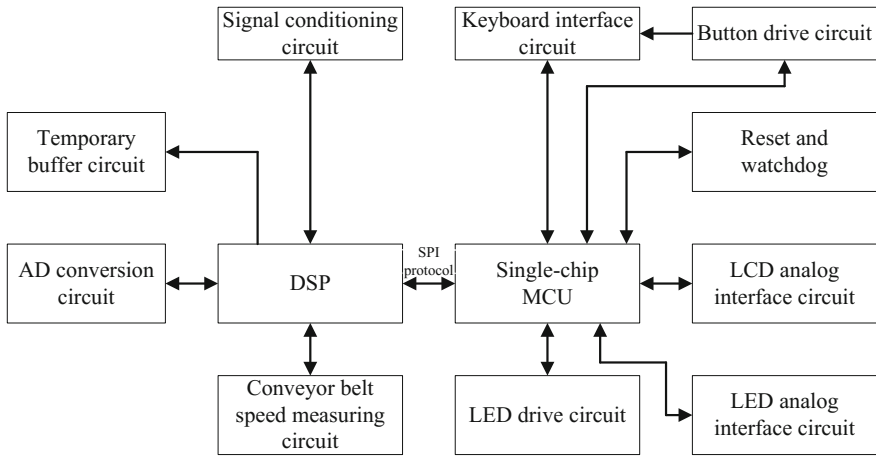 Signal conditioning
circuit
Keyboard interface
circuit
Button drive circuit
Temporary
buffer circuit
Reset and
watchdog
AD conversion
circuit
DSP
SPI
protocol
Single-chip
MCU
LCD analog
interface circuit
Conveyor belt
speed measuring
circuit
LED drive circuit
LED analog
interface circuit